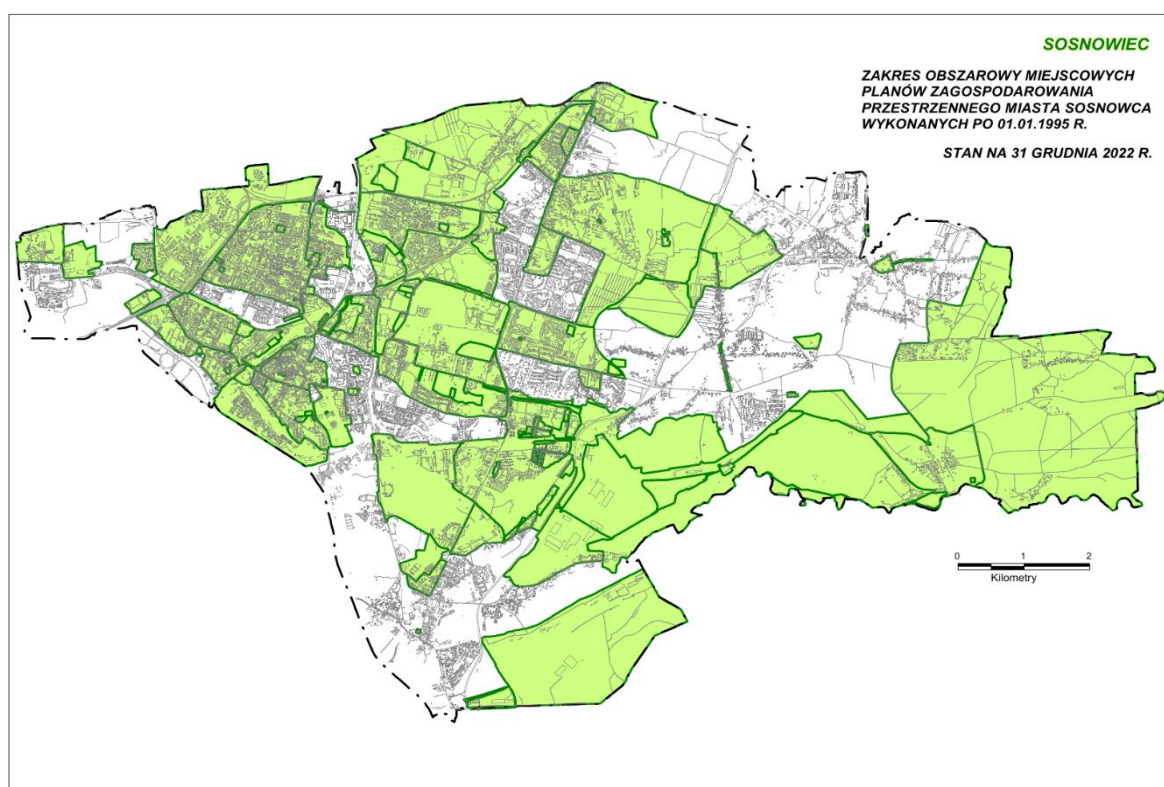 SOSNOWIEC
ZAKRES OBSZAROWY MIEJSCOWYCH
PLANÓW ZAGOSPODAROWANIA
PRZESTRZENNEGO MIASTA SOSNOWCA
WYKONANYCH PO 01.01.1995 R.
STAN NA 31 GRUDNIA 2022 R.
0 1 2
Kilometry